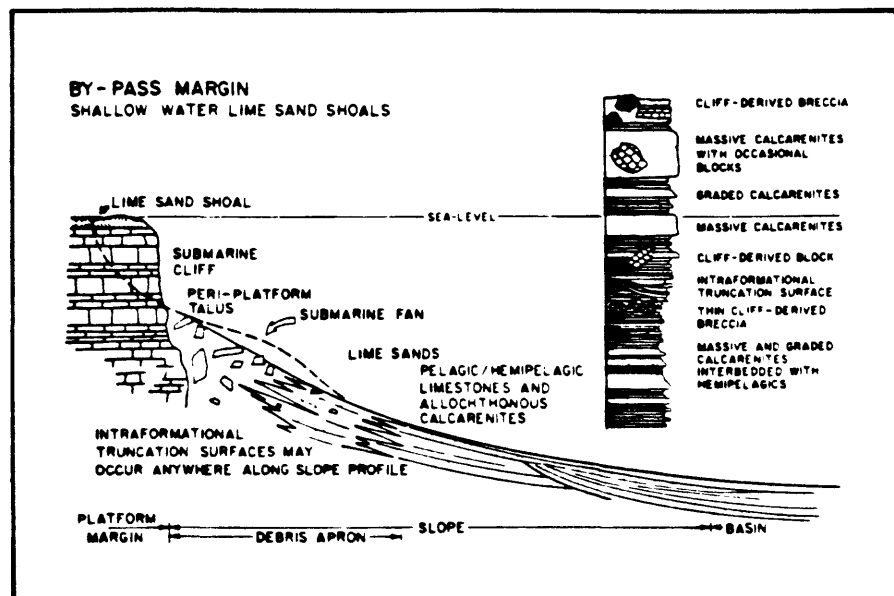 BY-PASS MARGIN
SHALLOW WATER LIME SAND SHOALS
LIME SAND SHOAL
SEA-LEVEL
SUBMARINE
CLIFF
PERI-PLATFORM
TALUS
SUBMARINE FAN
LIME SANDS
PELAGIC/HEMIPELAGIC
LIMESTONES AND
ALLOCHTHONOUS
CALCARENITES
INTRAFORMATIONAL
TRUNCATION SURFACES MAY
OCCUR ANYWHERE ALONG SLOPE PROFILE
PLATFORM
MARGIN
SLOPE
BASIN
DEBRIS APRON
CLIFF-DERIVED BRECCIA
MASSIVE CALCARENITES
WITH OCCASIONAL
BLOCKS
GRADED CALCARENITES
MASSIVE CALCARENITES
CLIFF-DERIVED BLOCK
INTRAFORMATIONAL
TRUNCATION SURFACE
THIN CLIFF-DERIVED
BRECCIA
MASSIVE AND GRADED
CALCARENITES
INTERBEDDED WITH
HEMIPELAGICS